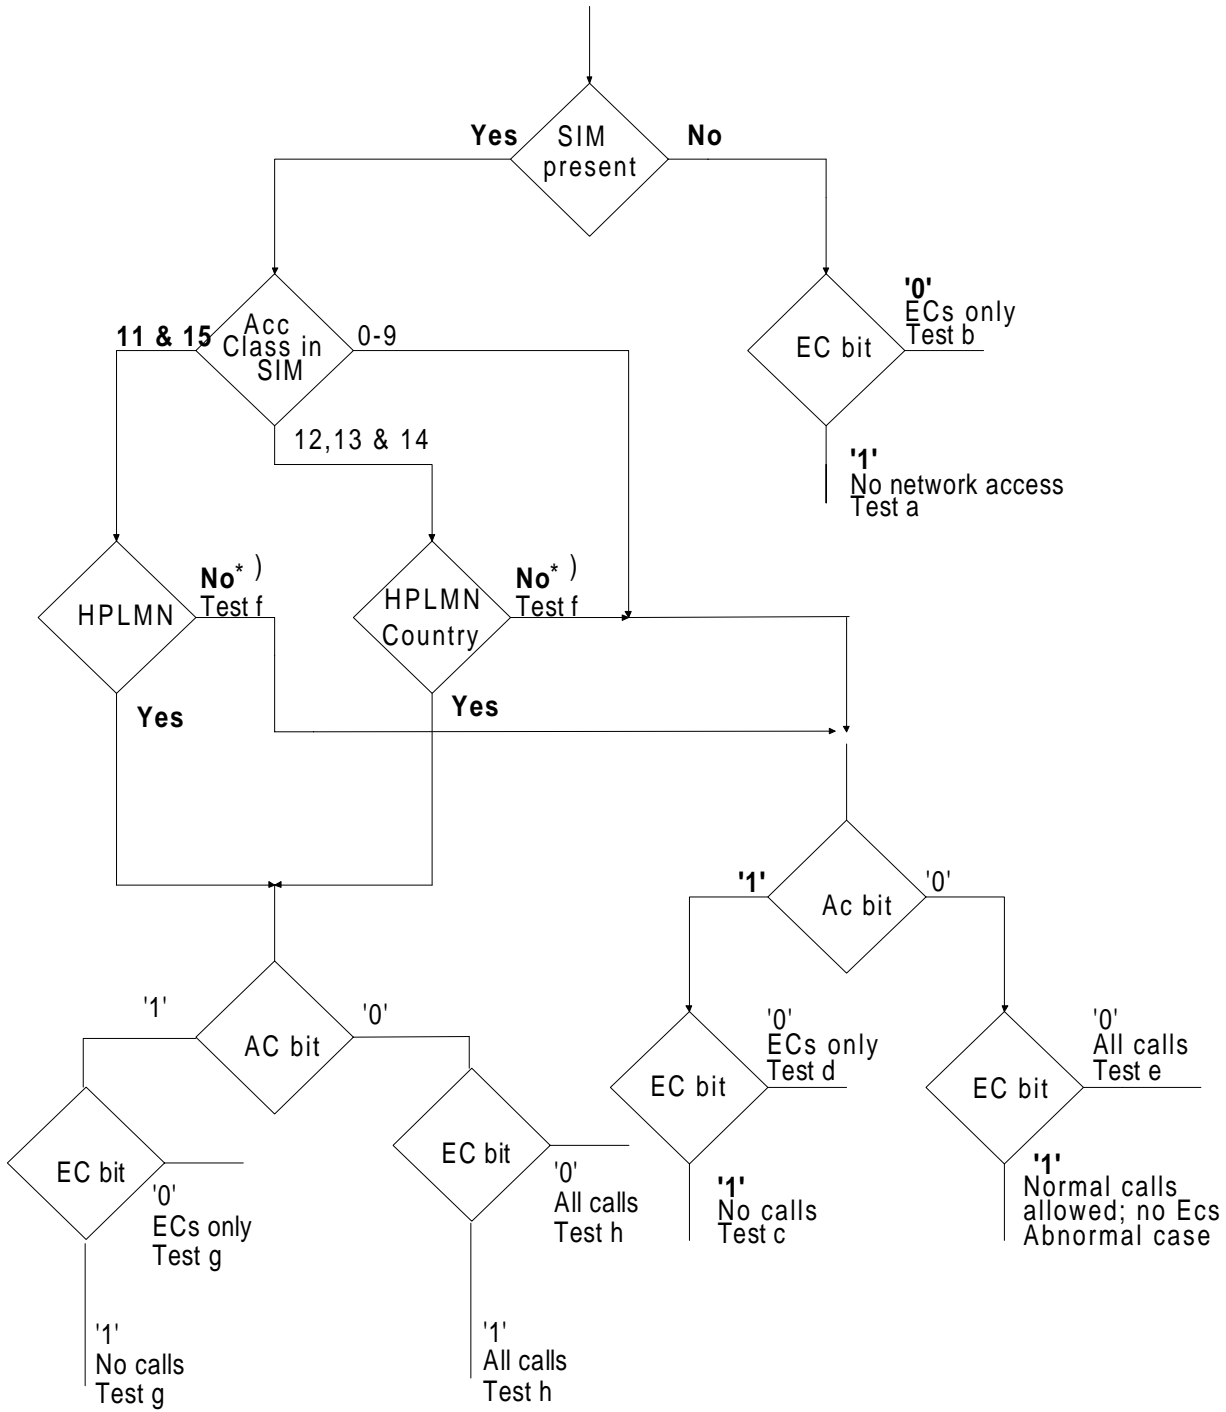 Yes
SIM
present
No
'0'
ECs only
Test b
EC bit
'1'
No network access
Test a
11 & 15
Acc
Class in
SIM
0-9
12,13 & 14
HPLMN
No* )
Test f
Yes
HPLMN
Country
No* )
Test f
Yes
'1'
Ac bit
'0'
'1'
AC bit
'0'
EC bit
'0'
ECs only
Test d
'1'
No calls
Test c
EC bit
'0'
All calls
Test e
'1'
Normal calls
allowed; no Ecs
Abnormal case
EC bit
'0'
ECs only
Test g
'1'
No calls
Test g
EC bit
'0'
All calls
Test h
'1'
All calls
Test h